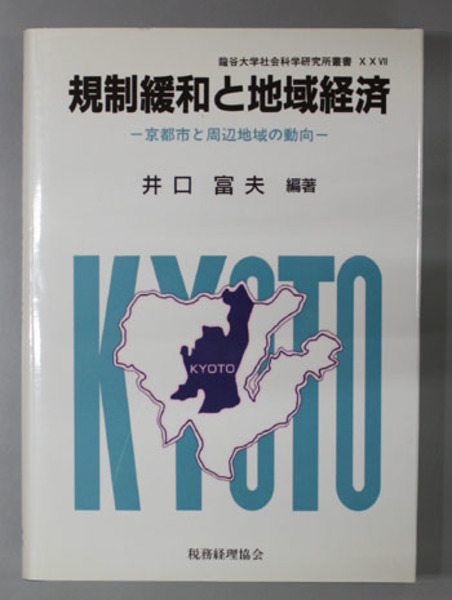 龍谷大学社会科学研究所叢書 XXⅦ
規制緩和と地域経済
－京都市と周辺地域の動向－
井口 富夫 編著
KYOTO
KYOTO
税務経理協会